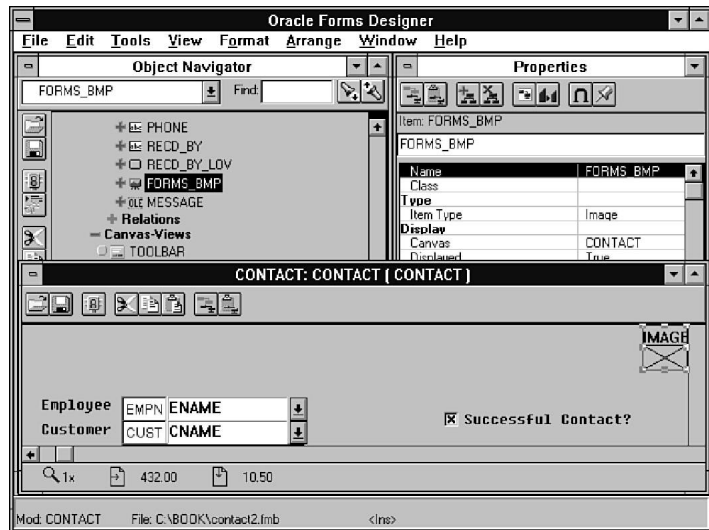 Oracle Forms Designer
File Edit Tools View Format Arrange Window Help
Object Navigator
FORMS_BMP Find:
PHONE
RECD_BY
RECD_BY_LOV
FORMS_BMP
OLE MESSAGE
Relations
Canvas-Views
TOOLBAR
Properties
Item: FORMS_BMP
FORMS_BMP
Name FORMS_BMP
Class
Type
Item Type Image
Display
Canvas CONTACT
Displayed True
CONTACT: CONTACT ( CONTACT )
IMAGE
Employee EMPN ENAME
Customer CUST CNAME
Successful Contact?
1x 432.00 10.50
Mod: CONTACT File: C:\BOOK\contact2.fmb <Ins>